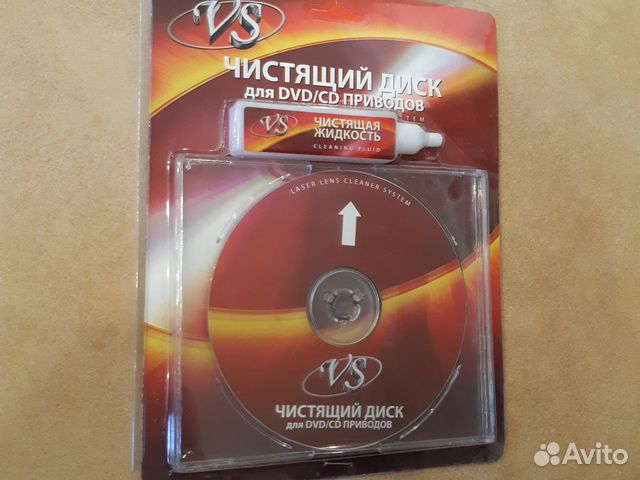 VS
ЧИСТЯЩИЙ ДИСК
для DVD/CD ПРИВОДОВ
VS
ЧИСТЯЩАЯ
ЖИДКОСТЬ
CLEANING FLUID
LASER LENS CLEANER SYSTEM
VS
ЧИСТЯЩИЙ ДИСК
для DVD/CD ПРИВОДОВ
Avito